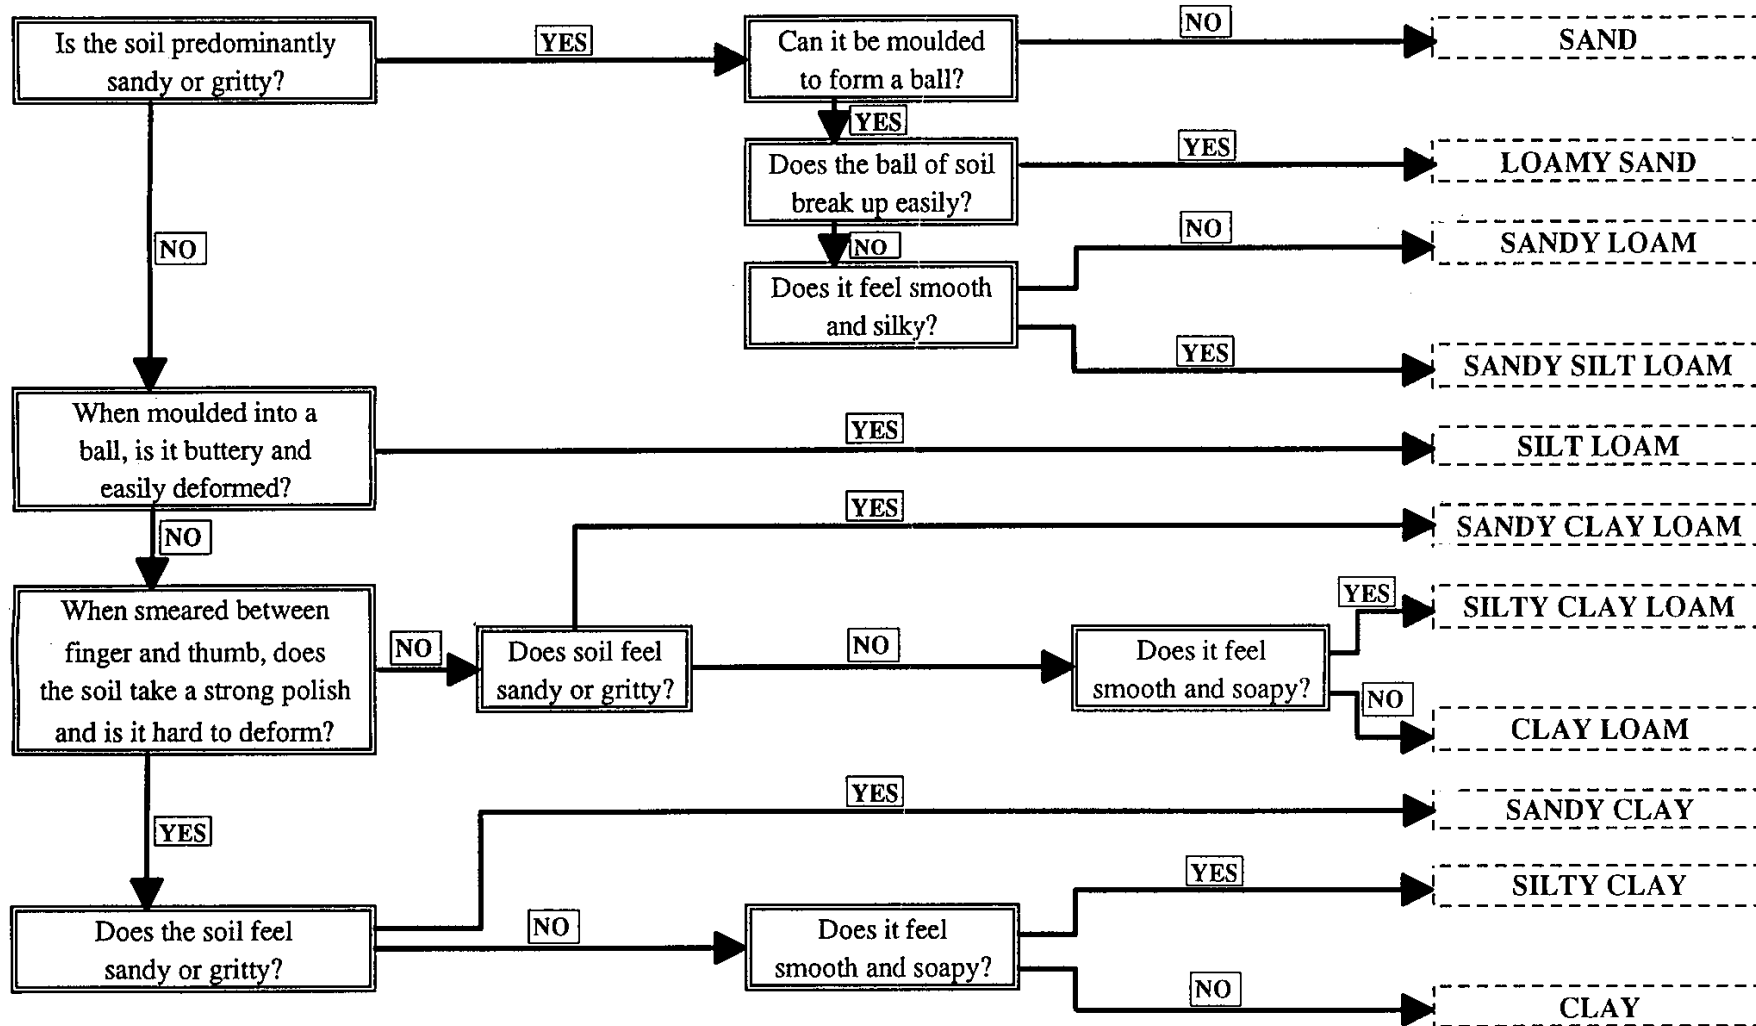 Is the soil predominantly
sandy or gritty?
YES
Can it be moulded
to form a ball?
NO
SAND
YES
Does the ball of soil
break up easily?
YES
LOAMY SAND
NO
NO
SANDY LOAM
Does it feel smooth
and silky?
YES
SANDY SILT LOAM
NO
When moulded into a
ball, is it buttery and
easily deformed?
YES
SILT LOAM
NO
YES
SANDY CLAY LOAM
When smeared between
finger and thumb, does
the soil take a strong polish
and is it hard to deform?
NO
Does soil feel
sandy or gritty?
NO
Does it feel
smooth and soapy?
YES
SILTY CLAY LOAM
NO
CLAY LOAM
YES
YES
SANDY CLAY
Does the soil feel
sandy or gritty?
NO
Does it feel
smooth and soapy?
YES
SILTY CLAY
NO
CLAY